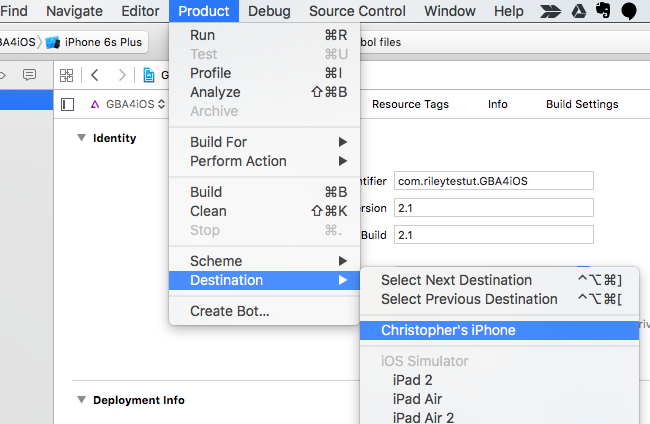 Find Navigate Editor Product Debug Source Control Window Help
GBA4iOS iPhone 6s Plus bol files
Run ⌘R
Test ⌘U
Profile ⌘I
Analyze ⇧⌘B
Archive
Build For
Perform Action
Build ⌘B
Clean ⇧⌘K
Stop ⌘.
Scheme
Destination
Create Bot...
G
GBA4iOS Resource Tags Info Build Settings
Identity
ntifier com.rileytestut.GBA4iOS
rsion 2.1
Build 2.1
Select Next Destination ^⌥⌘]
Select Previous Destination ^⌥⌘[
Christopher's iPhone
iOS Simulator
iPad 2
iPad Air
iPad Air 2
Deployment Info